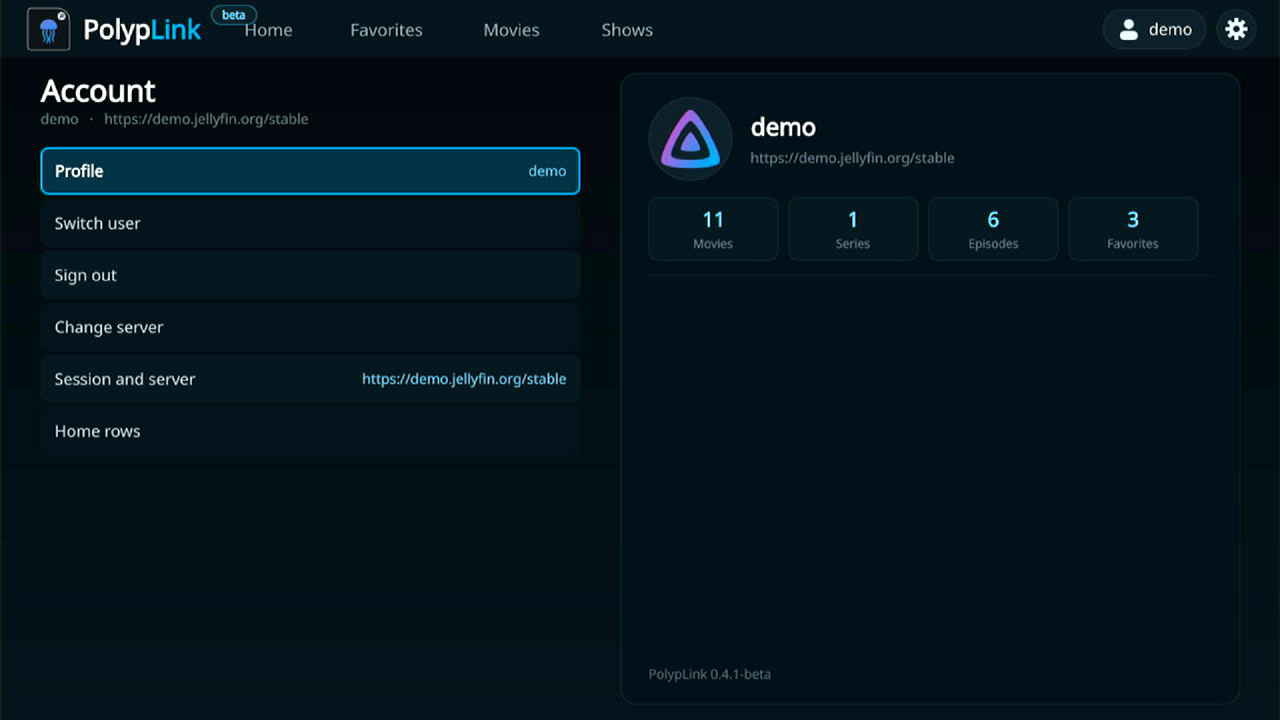 PolypLink beta
Home Favorites Movies Shows
demo
Account
demo · https://demo.jellyfin.org/stable
Profile demo
Switch user
Sign out
Change server
Session and server https://demo.jellyfin.org/stable
Home rows
demo
https://demo.jellyfin.org/stable
11 1 6 3
Movies Series Episodes Favorites
PolypLink 0.4.1-beta